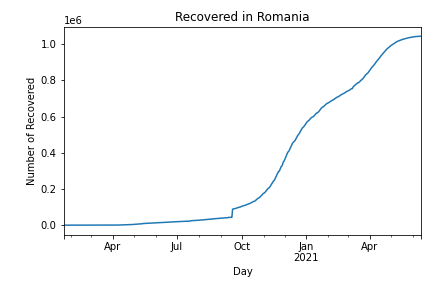 Recovered in Romania
1e6
1.0
0.8
0.6
0.4
0.2
0.0
Number of Recovered
Apr Jul Oct Jan Apr
2021
Day